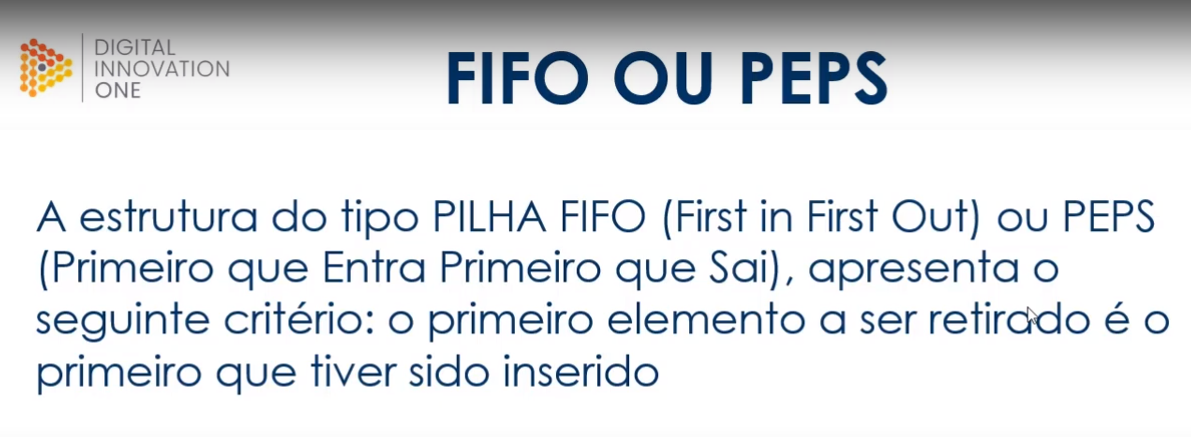 DIGITAL
INNOVATION
ONE
FIFO OU PEPS
A estrutura do tipo PILHA FIFO (First in First Out) ou PEPS
(Primeiro que Entra Primeiro que Sai), apresenta o
seguinte critério: o primeiro elemento a ser retirado é o
primeiro que tiver sido inserido